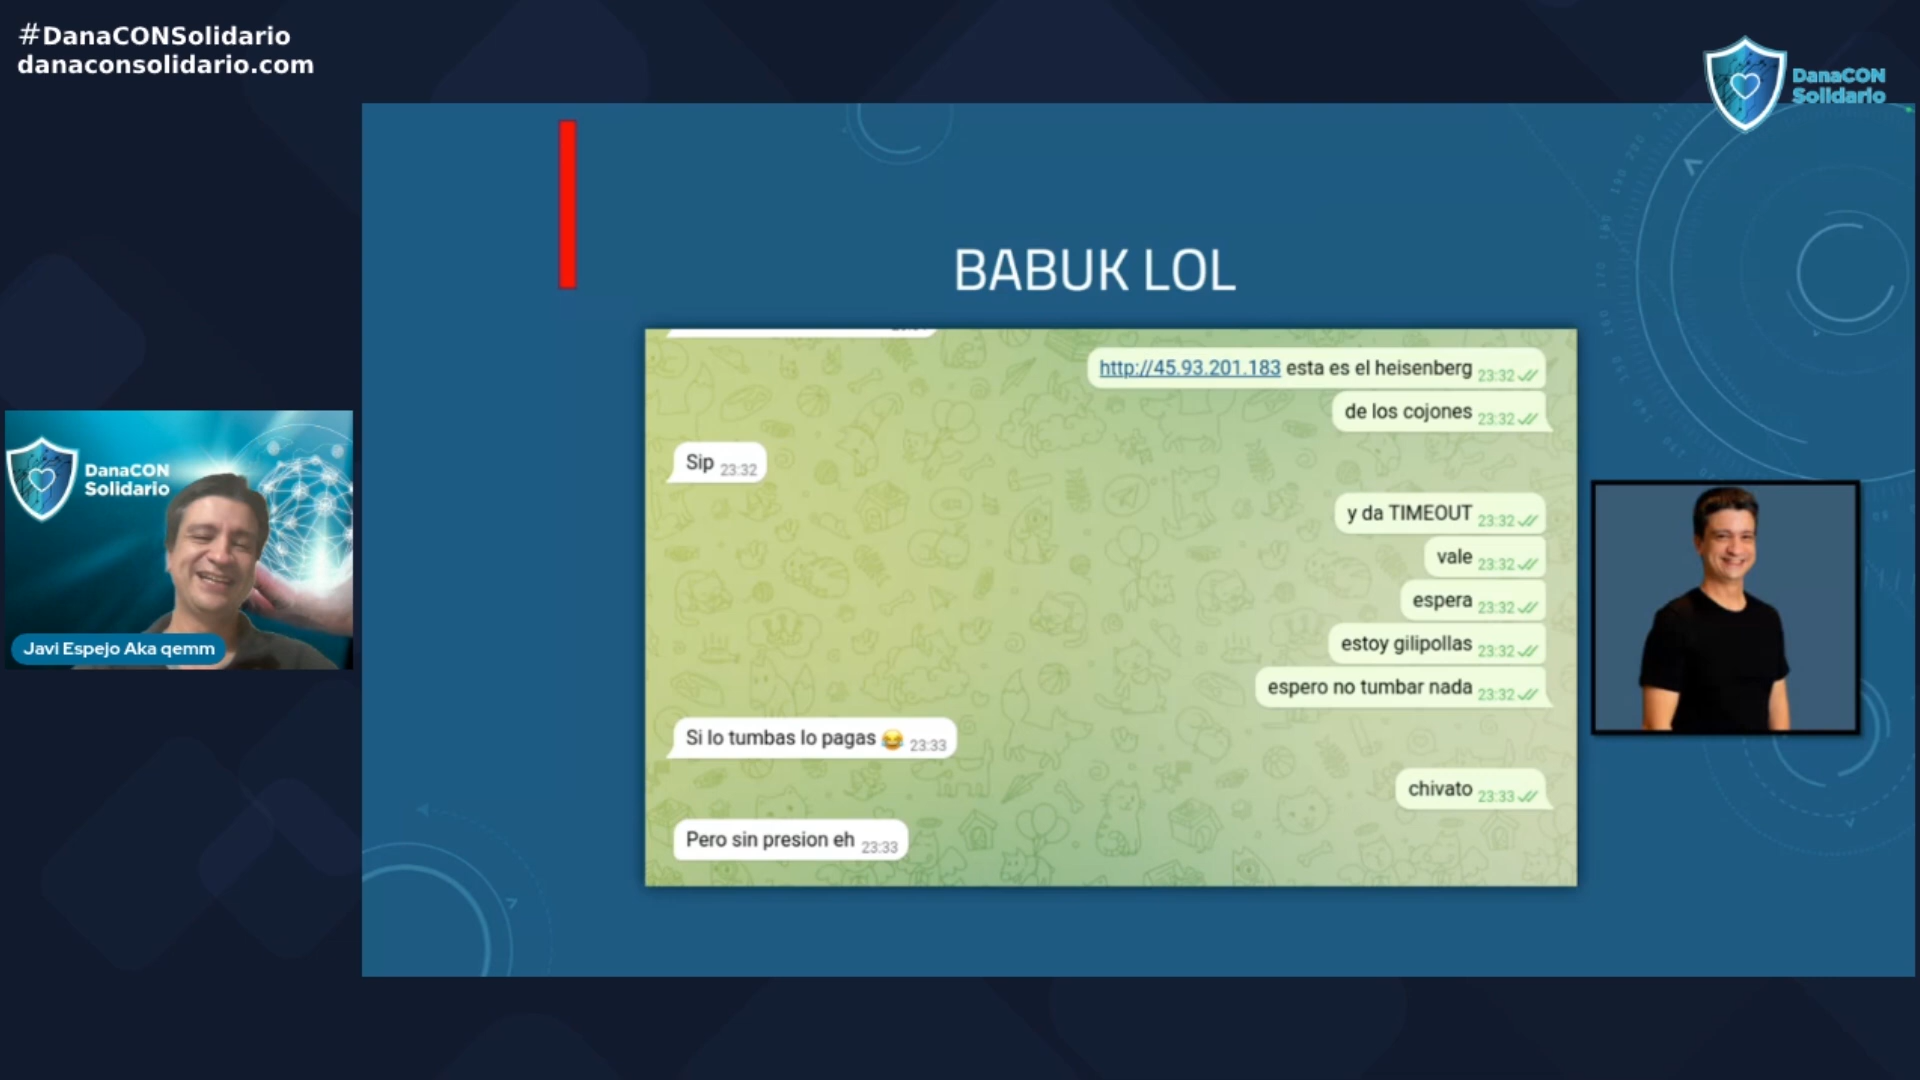 #DanaCONSolidario
danaconsolidario.com
DanaCON
Solidario
BABUK LOL
http://45.93.201.183 esta es el heisenberg 23:32
de los cojones 23:32
Sip 23:32
y da TIMEOUT 23:32
vale 23:32
espera 23:32
estoy gilipollas 23:32
espero no tumbar nada 23:32
Si lo tumbas lo pagas 😂 23:33
chivato 23:33
Pero sin presion eh 23:33
DanaCON
Solidario
Javi Espejo Aka qemm